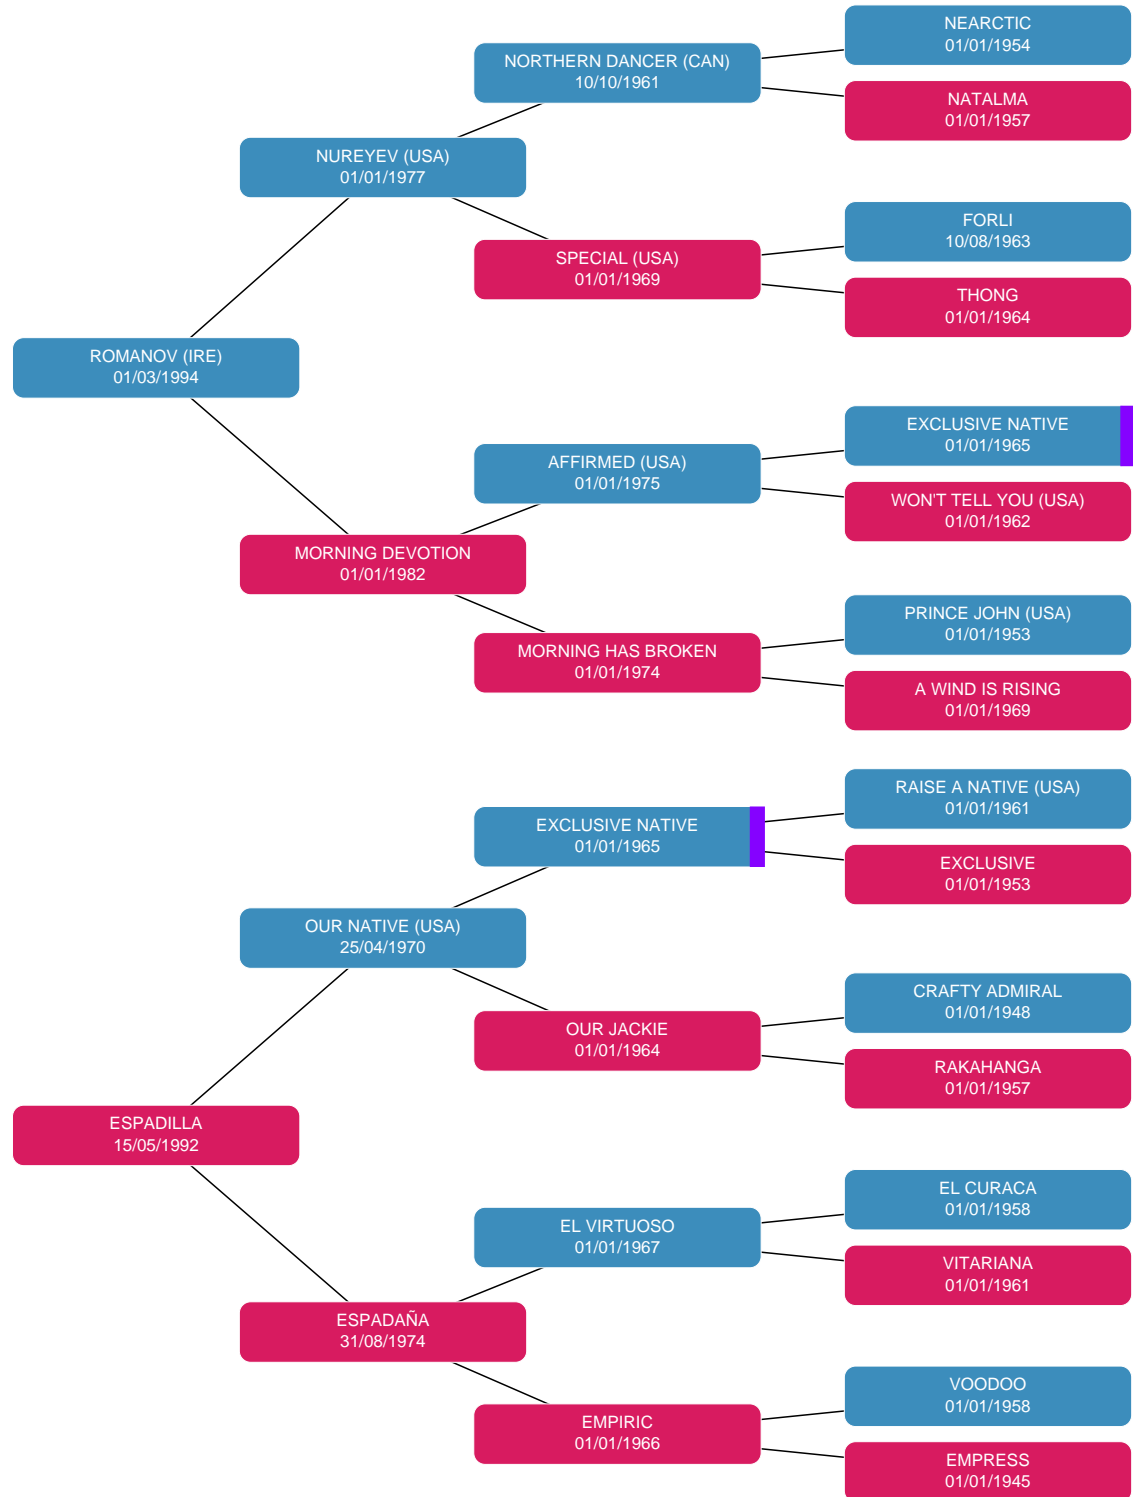 NEARCTIC
01/01/1954
NORTHERN DANCER (CAN)
10/10/1961
NATALMA
01/01/1957
NUREYEV (USA)
01/01/1977
FORLI
10/08/1963
SPECIAL (USA)
01/01/1969
THONG
01/01/1964
ROMANOV (IRE)
01/03/1994
EXCLUSIVE NATIVE
01/01/1965
AFFIRMED (USA)
01/01/1975
WON'T TELL YOU (USA)
01/01/1962
MORNING DEVOTION
01/01/1982
PRINCE JOHN (USA)
01/01/1953
MORNING HAS BROKEN
01/01/1974
A WIND IS RISING
01/01/1969
RAISE A NATIVE (USA)
01/01/1961
EXCLUSIVE NATIVE
01/01/1965
EXCLUSIVE
01/01/1953
OUR NATIVE (USA)
25/04/1970
CRAFTY ADMIRAL
01/01/1948
OUR JACKIE
01/01/1964
RAKAHANGA
01/01/1957
ESPADILLA
15/05/1992
EL CURACA
01/01/1958
EL VIRTUOSO
01/01/1967
VITARIANA
01/01/1961
ESPADAÑA
31/08/1974
VOODOO
01/01/1958
EMPIRIC
01/01/1966
EMPRESS
01/01/1945